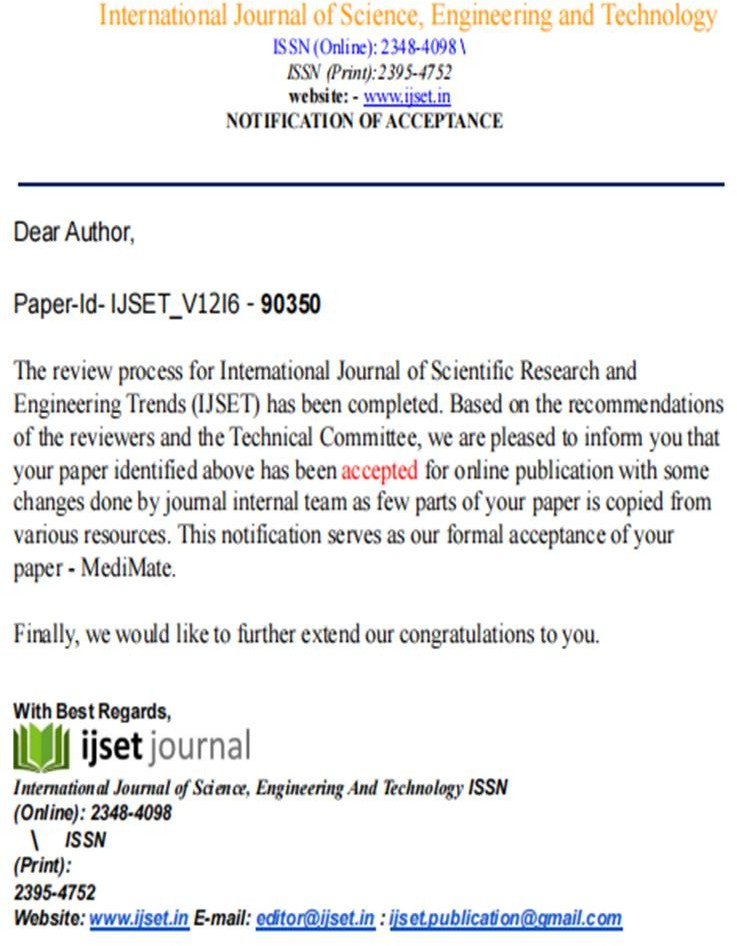 International Journal of Science, Engineering and Technology
ISSN (Online): 2348-4098 \
ISSN (Print):2395-4752
website: - www.ijset.in
NOTIFICATION OF ACCEPTANCE
Dear Author,
Paper-Id- IJSET_V12I6 - 90350
The review process for International Journal of Scientific Research and
Engineering Trends (IJSET) has been completed. Based on the recommendations
of the reviewers and the Technical Committee, we are pleased to inform you that
your paper identified above has been accepted for online publication with some
changes done by journal internal team as few parts of your paper is copied from
various resources. This notification serves as our formal acceptance of your
paper - MediMate.
Finally, we would like to further extend our congratulations to you.
With Best Regards,
ijset journal
International Journal of Science, Engineering And Technology ISSN
(Online): 2348-4098
\ ISSN
(Print):
2395-4752
Website: www.ijset.in E-mail: editor@ijset.in : ijset.publication@gmail.com